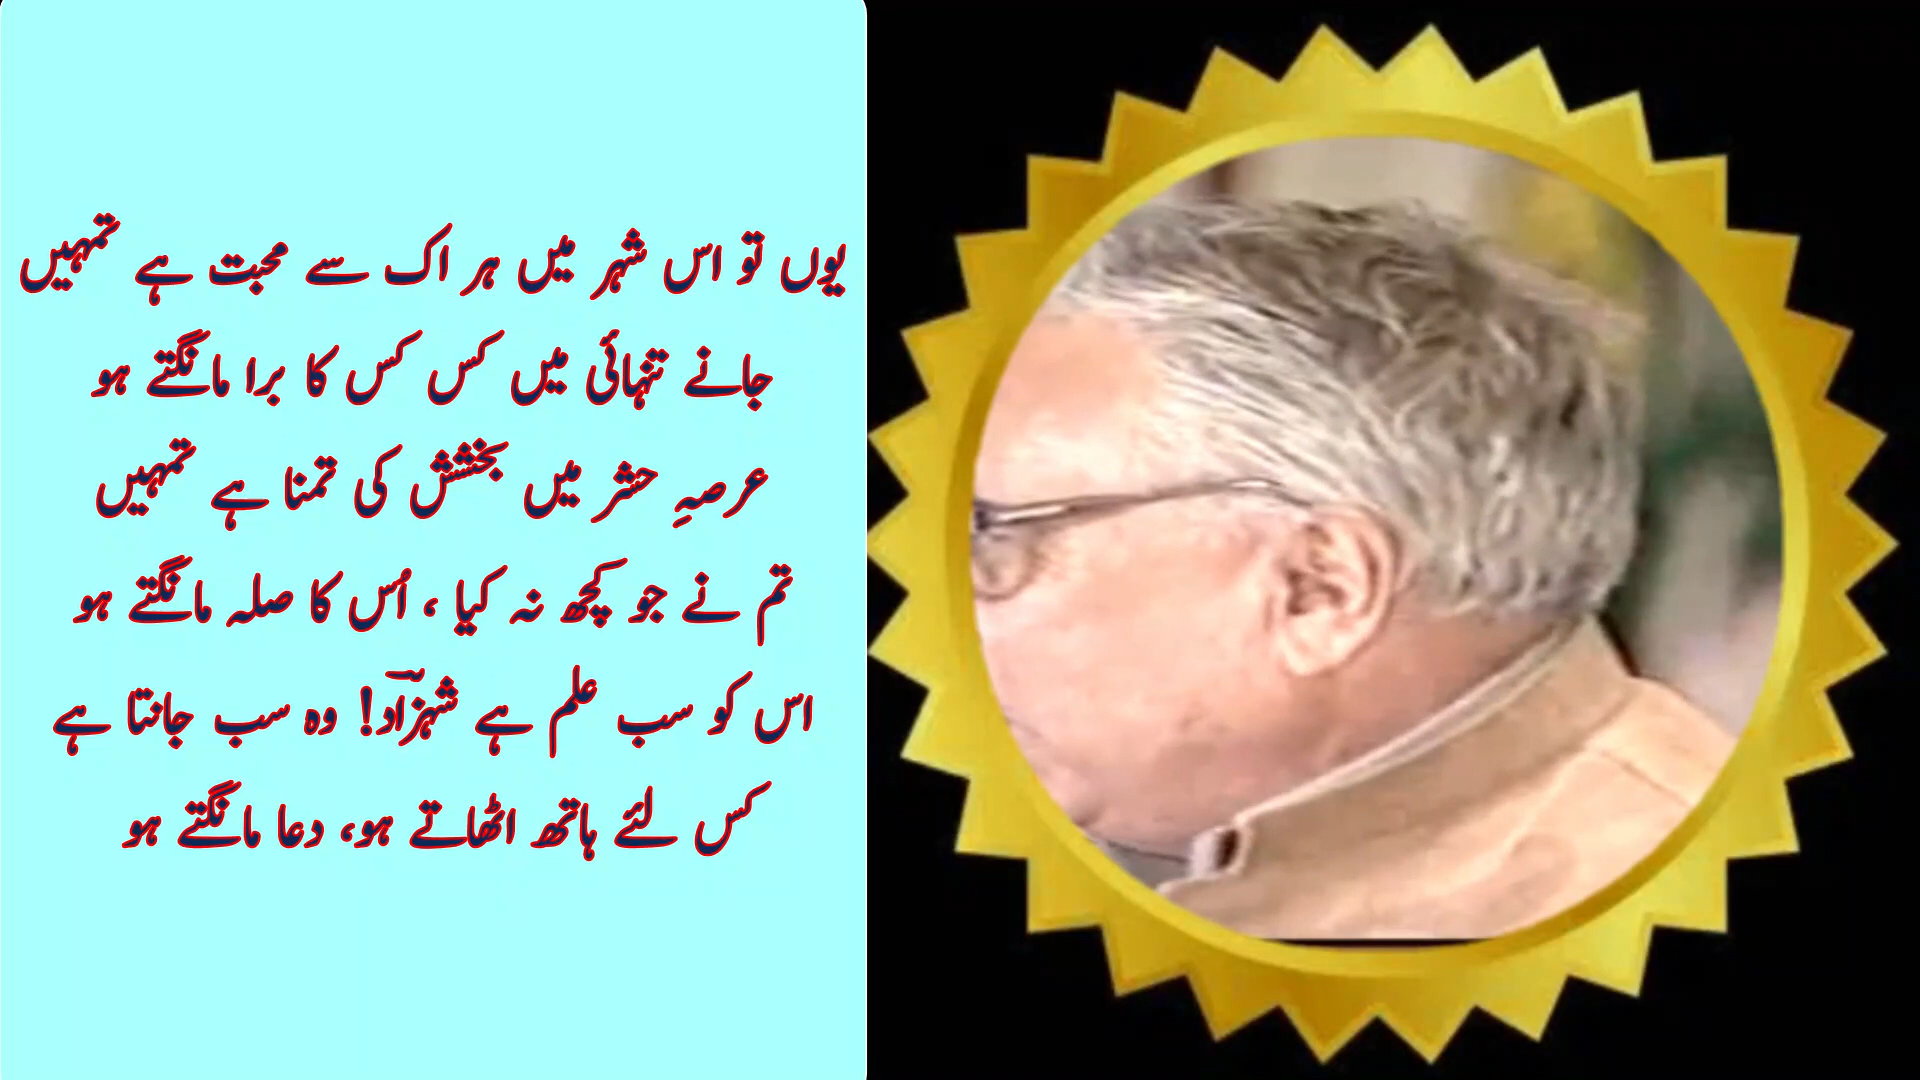 یوں تو اس شہر میں ہر اک سے محبت ہے تمہیں
جانے تنہائی میں کس کس کا برا مانگتے ہو
عرصہِ حشر میں بخشش کی تمنا ہے تمہیں
تم نے جو کچھ نہ کیا ، اُس کا صلہ مانگتے ہو
اس کو سب علم ہے شہزاؔد! وہ سب جانتا ہے
کس لئے ہاتھ اٹھاتے ہو، دعا مانگتے ہو